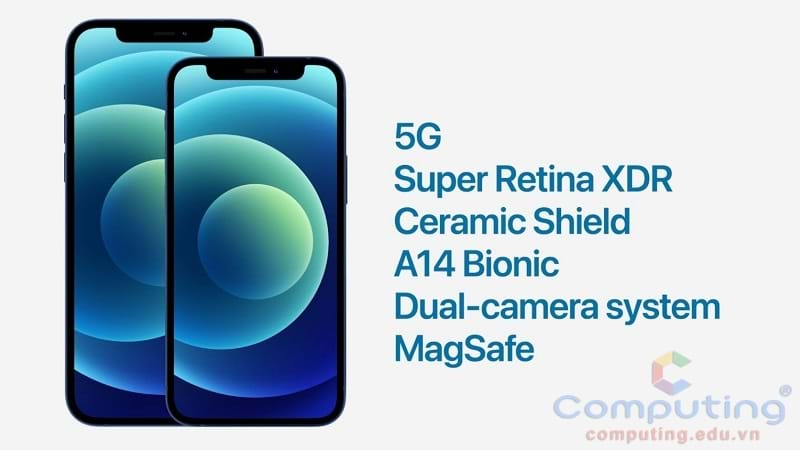 5G
Super Retina XDR
Ceramic Shield
A14 Bionic
Dual-camera system
MagSafe
Computing®
computing.edu.vn